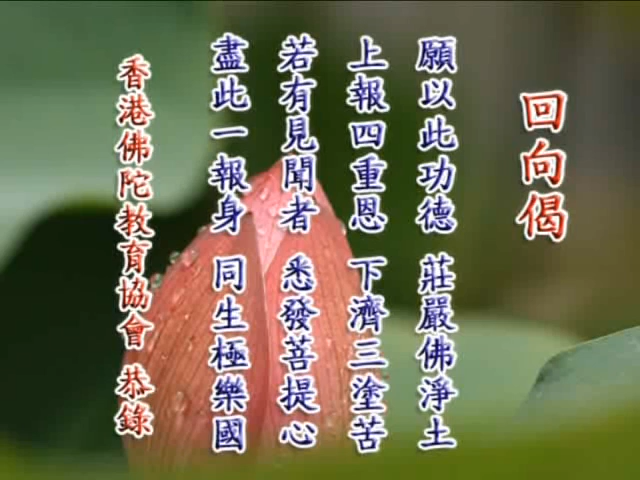 回向偈
願以此功德 莊嚴佛淨土
上報四重恩 下濟三塗苦
若有見聞者 悉發菩提心
盡此一報身 同生極樂國
香港佛陀教育協會 恭錄